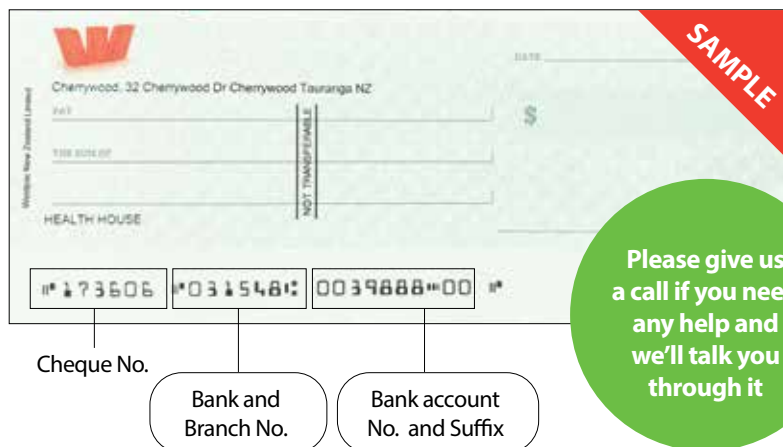 SAMPLE
DATE
Cherrywood, 32 Cherrywood Dr Cherrywood Tauranga NZ
PAY
$
THE SUM OF
NOT TRANSFERABLE
Westpac New Zealand Limited
HEALTH HOUSE
⑈173606 ⑈031548⑆ 0039888⑉00 ⑈
Cheque No.
Bank and
Branch No.
Bank account
No. and Suffix
Please give us
a call if you nee
any help and
we'll talk you
through it